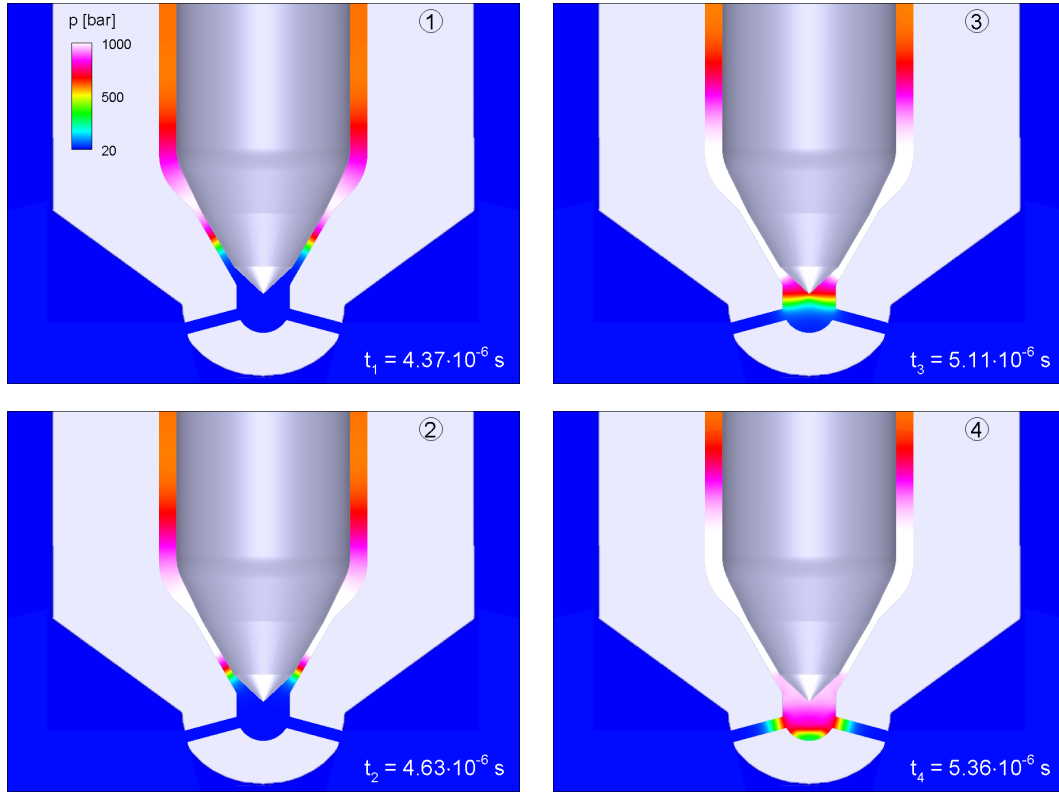 p [bar]
1000
500
20
①
t₁ = 4.37·10⁻⁶ s
③
t₃ = 5.11·10⁻⁶ s
②
t₂ = 4.63·10⁻⁶ s
④
t₄ = 5.36·10⁻⁶ s